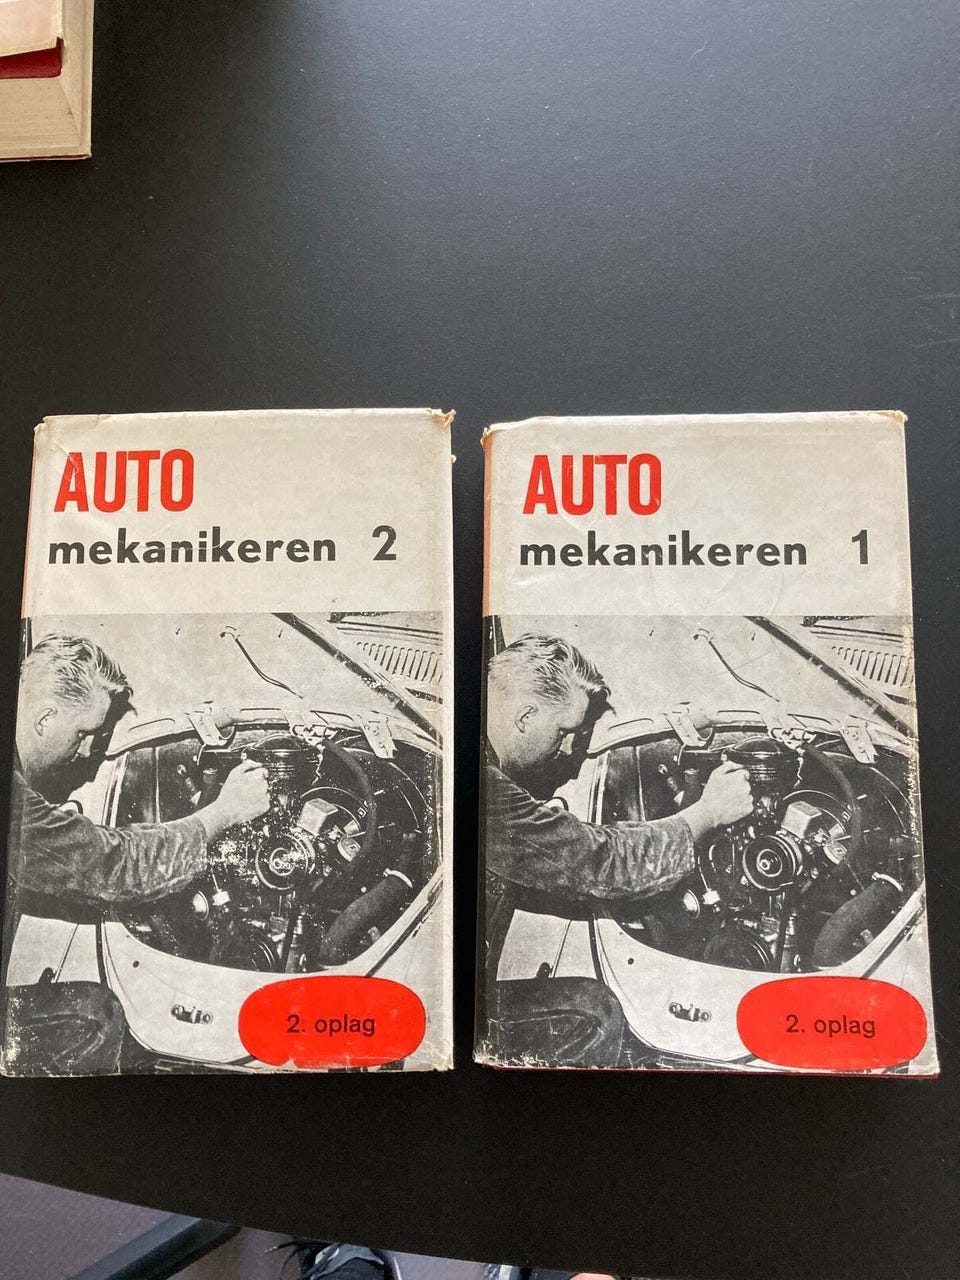 AUTO
mekanikeren 2
2. oplag
AUTO
mekanikeren 1
2. oplag